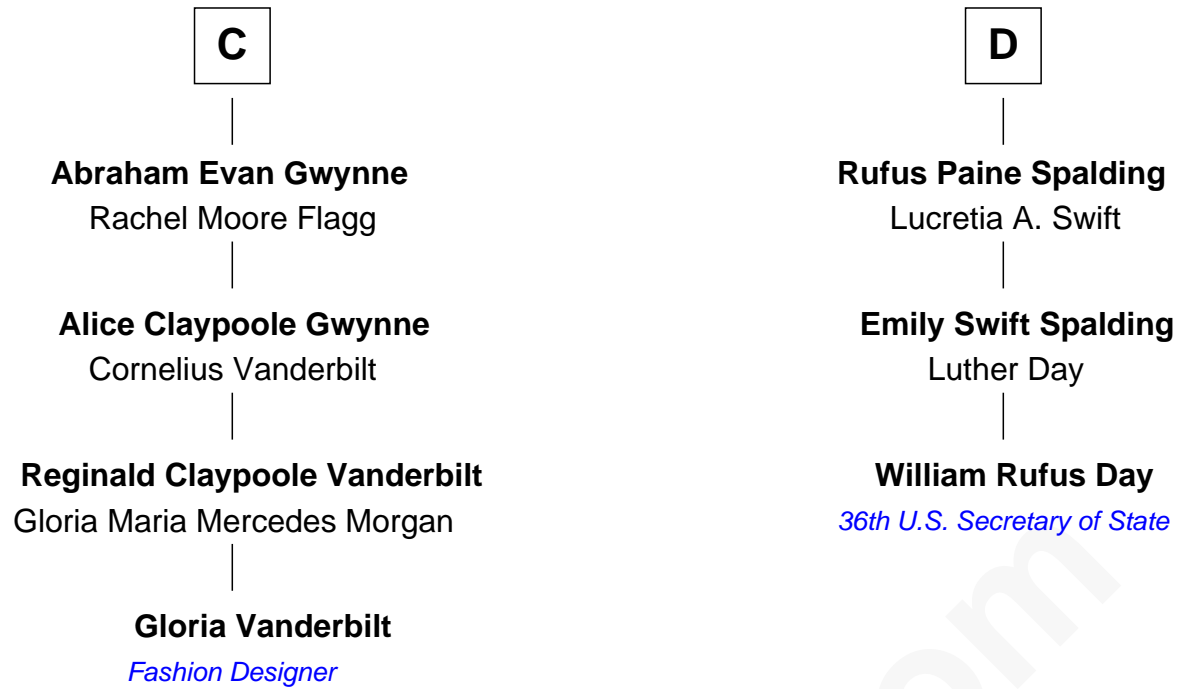 C
Abraham Evan Gwynne
Rachel Moore Flagg
Alice Claypoole Gwynne
Cornelius Vanderbilt
Reginald Claypoole Vanderbilt
Gloria Maria Mercedes Morgan
Gloria Vanderbilt
Fashion Designer
D
Rufus Paine Spalding
Lucretia A. Swift
Emily Swift Spalding
Luther Day
William Rufus Day
36th U.S. Secretary of State
om